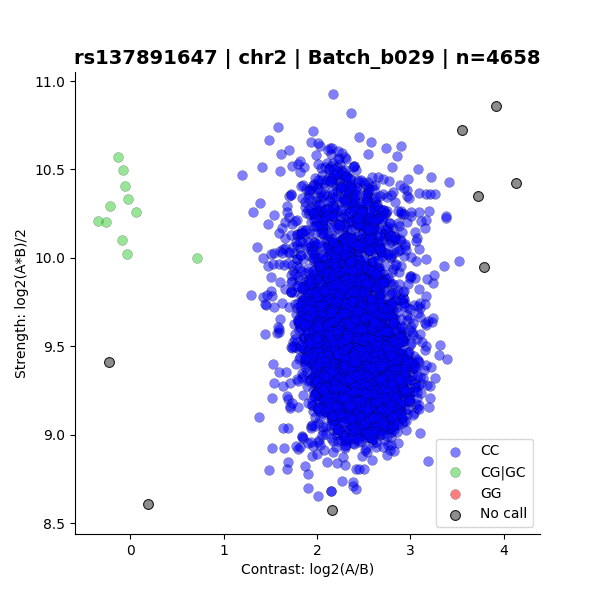 rs137891647 | chr2 | Batch_b029 | n=4658
Strength: log2(A*B)/2
11.0
10.5
10.0
9.5
9.0
8.5
CC
CG|GC
GG
No call
0 1 2 3 4
Contrast: log2(A/B)